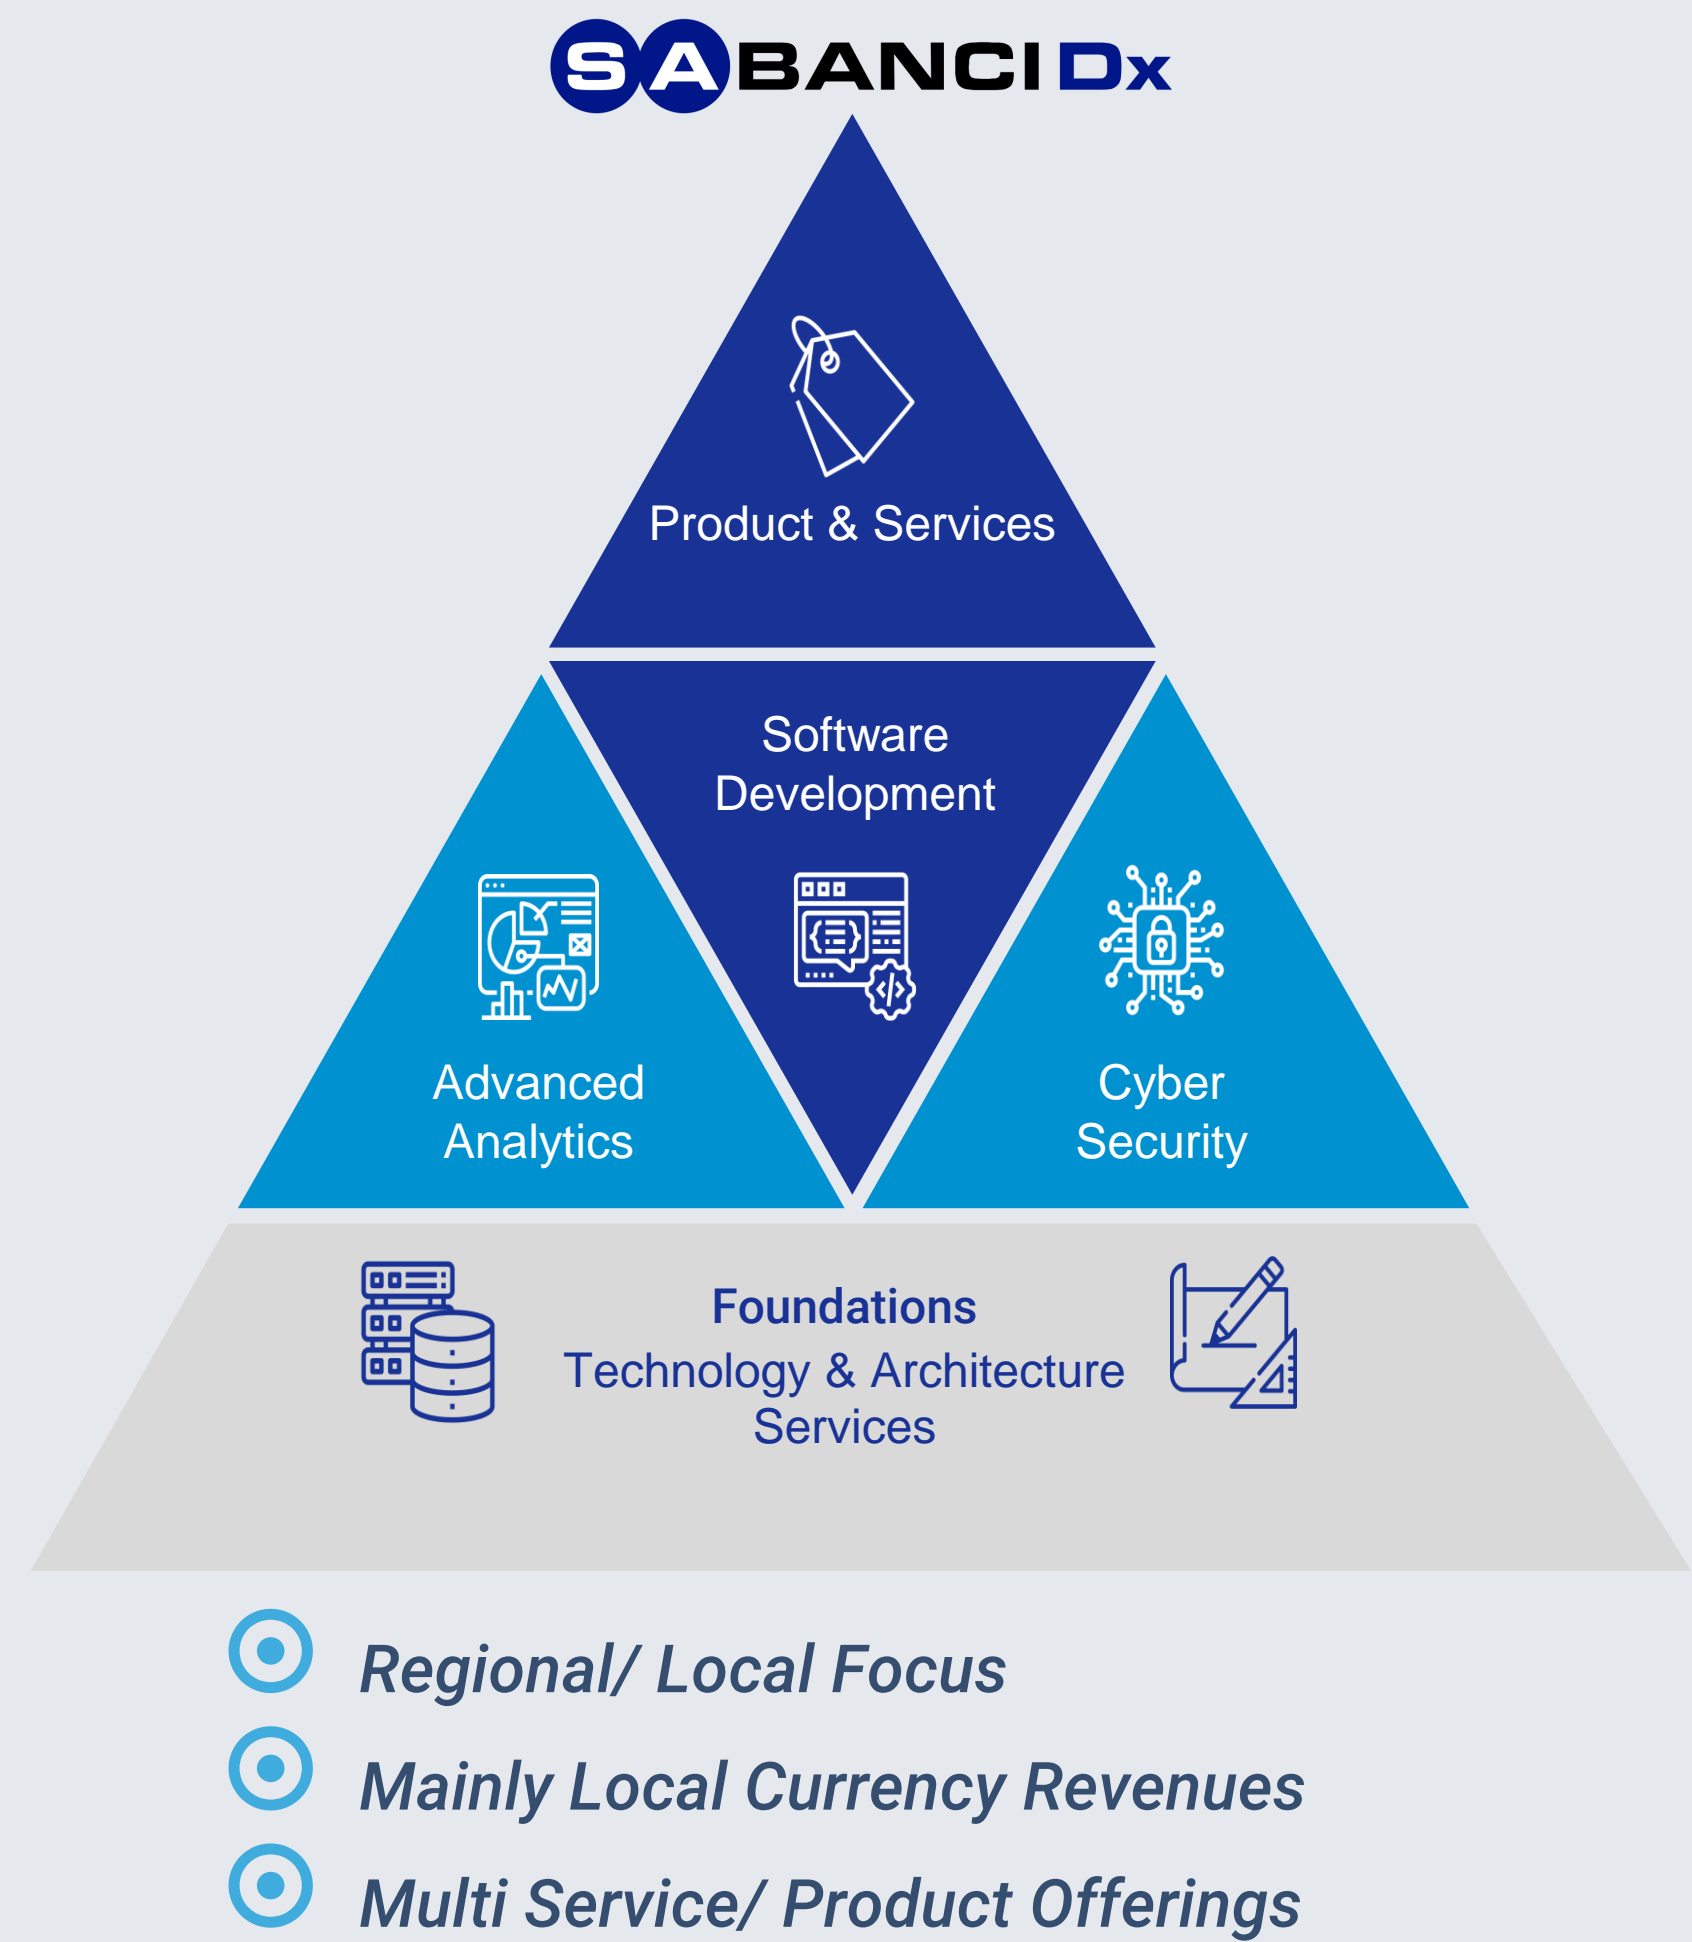 SABANCI Dx
Product & Services
Software
Development
Advanced
Analytics
Cyber
Security
Foundations
Technology & Architecture
Services
Regional/ Local Focus
Mainly Local Currency Revenues
Multi Service/ Product Offerings